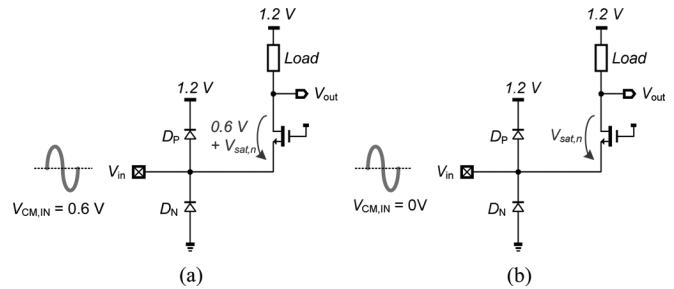 1.2 V
Load
Vout
1.2 V
DP
0.6 V
+ Vsat,n
Vin
DN
VCM,IN = 0.6 V
(a)
1.2 V
Load
Vout
1.2 V
DP
Vsat,n
Vin
DN
VCM,IN = 0V
(b)